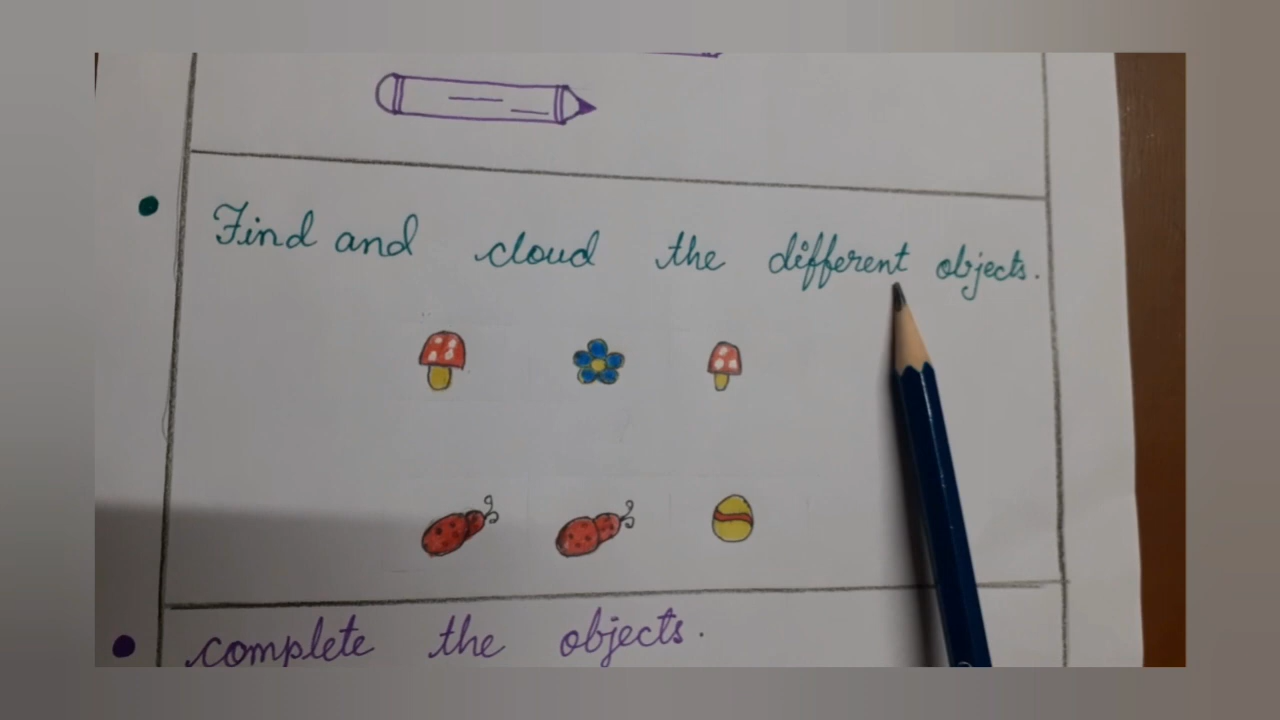 Find and cloud the different objects.
complete the objects.